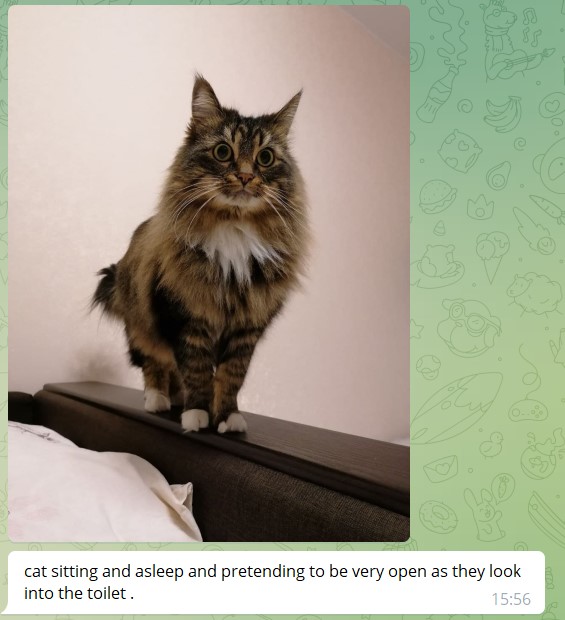 cat sitting and asleep and pretending to be very open as they look
into the toilet .
15:56